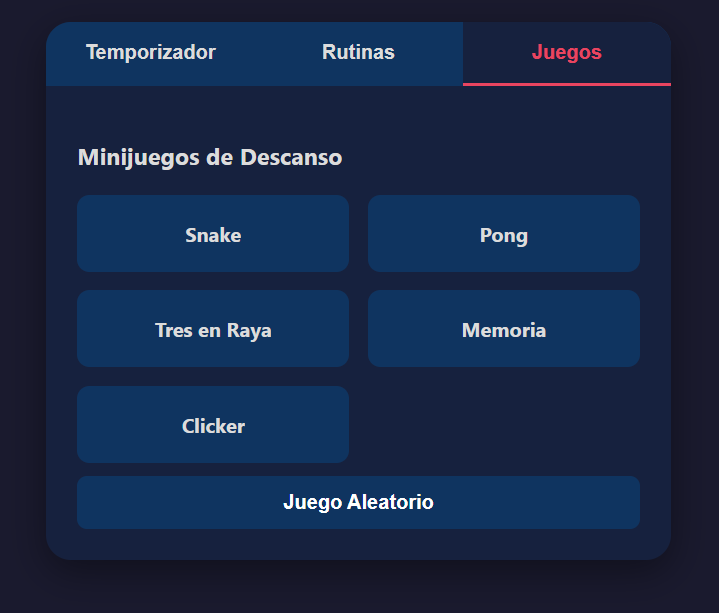 Temporizador Rutinas Juegos
Minijuegos de Descanso
Snake Pong
Tres en Raya Memoria
Clicker
Juego Aleatorio